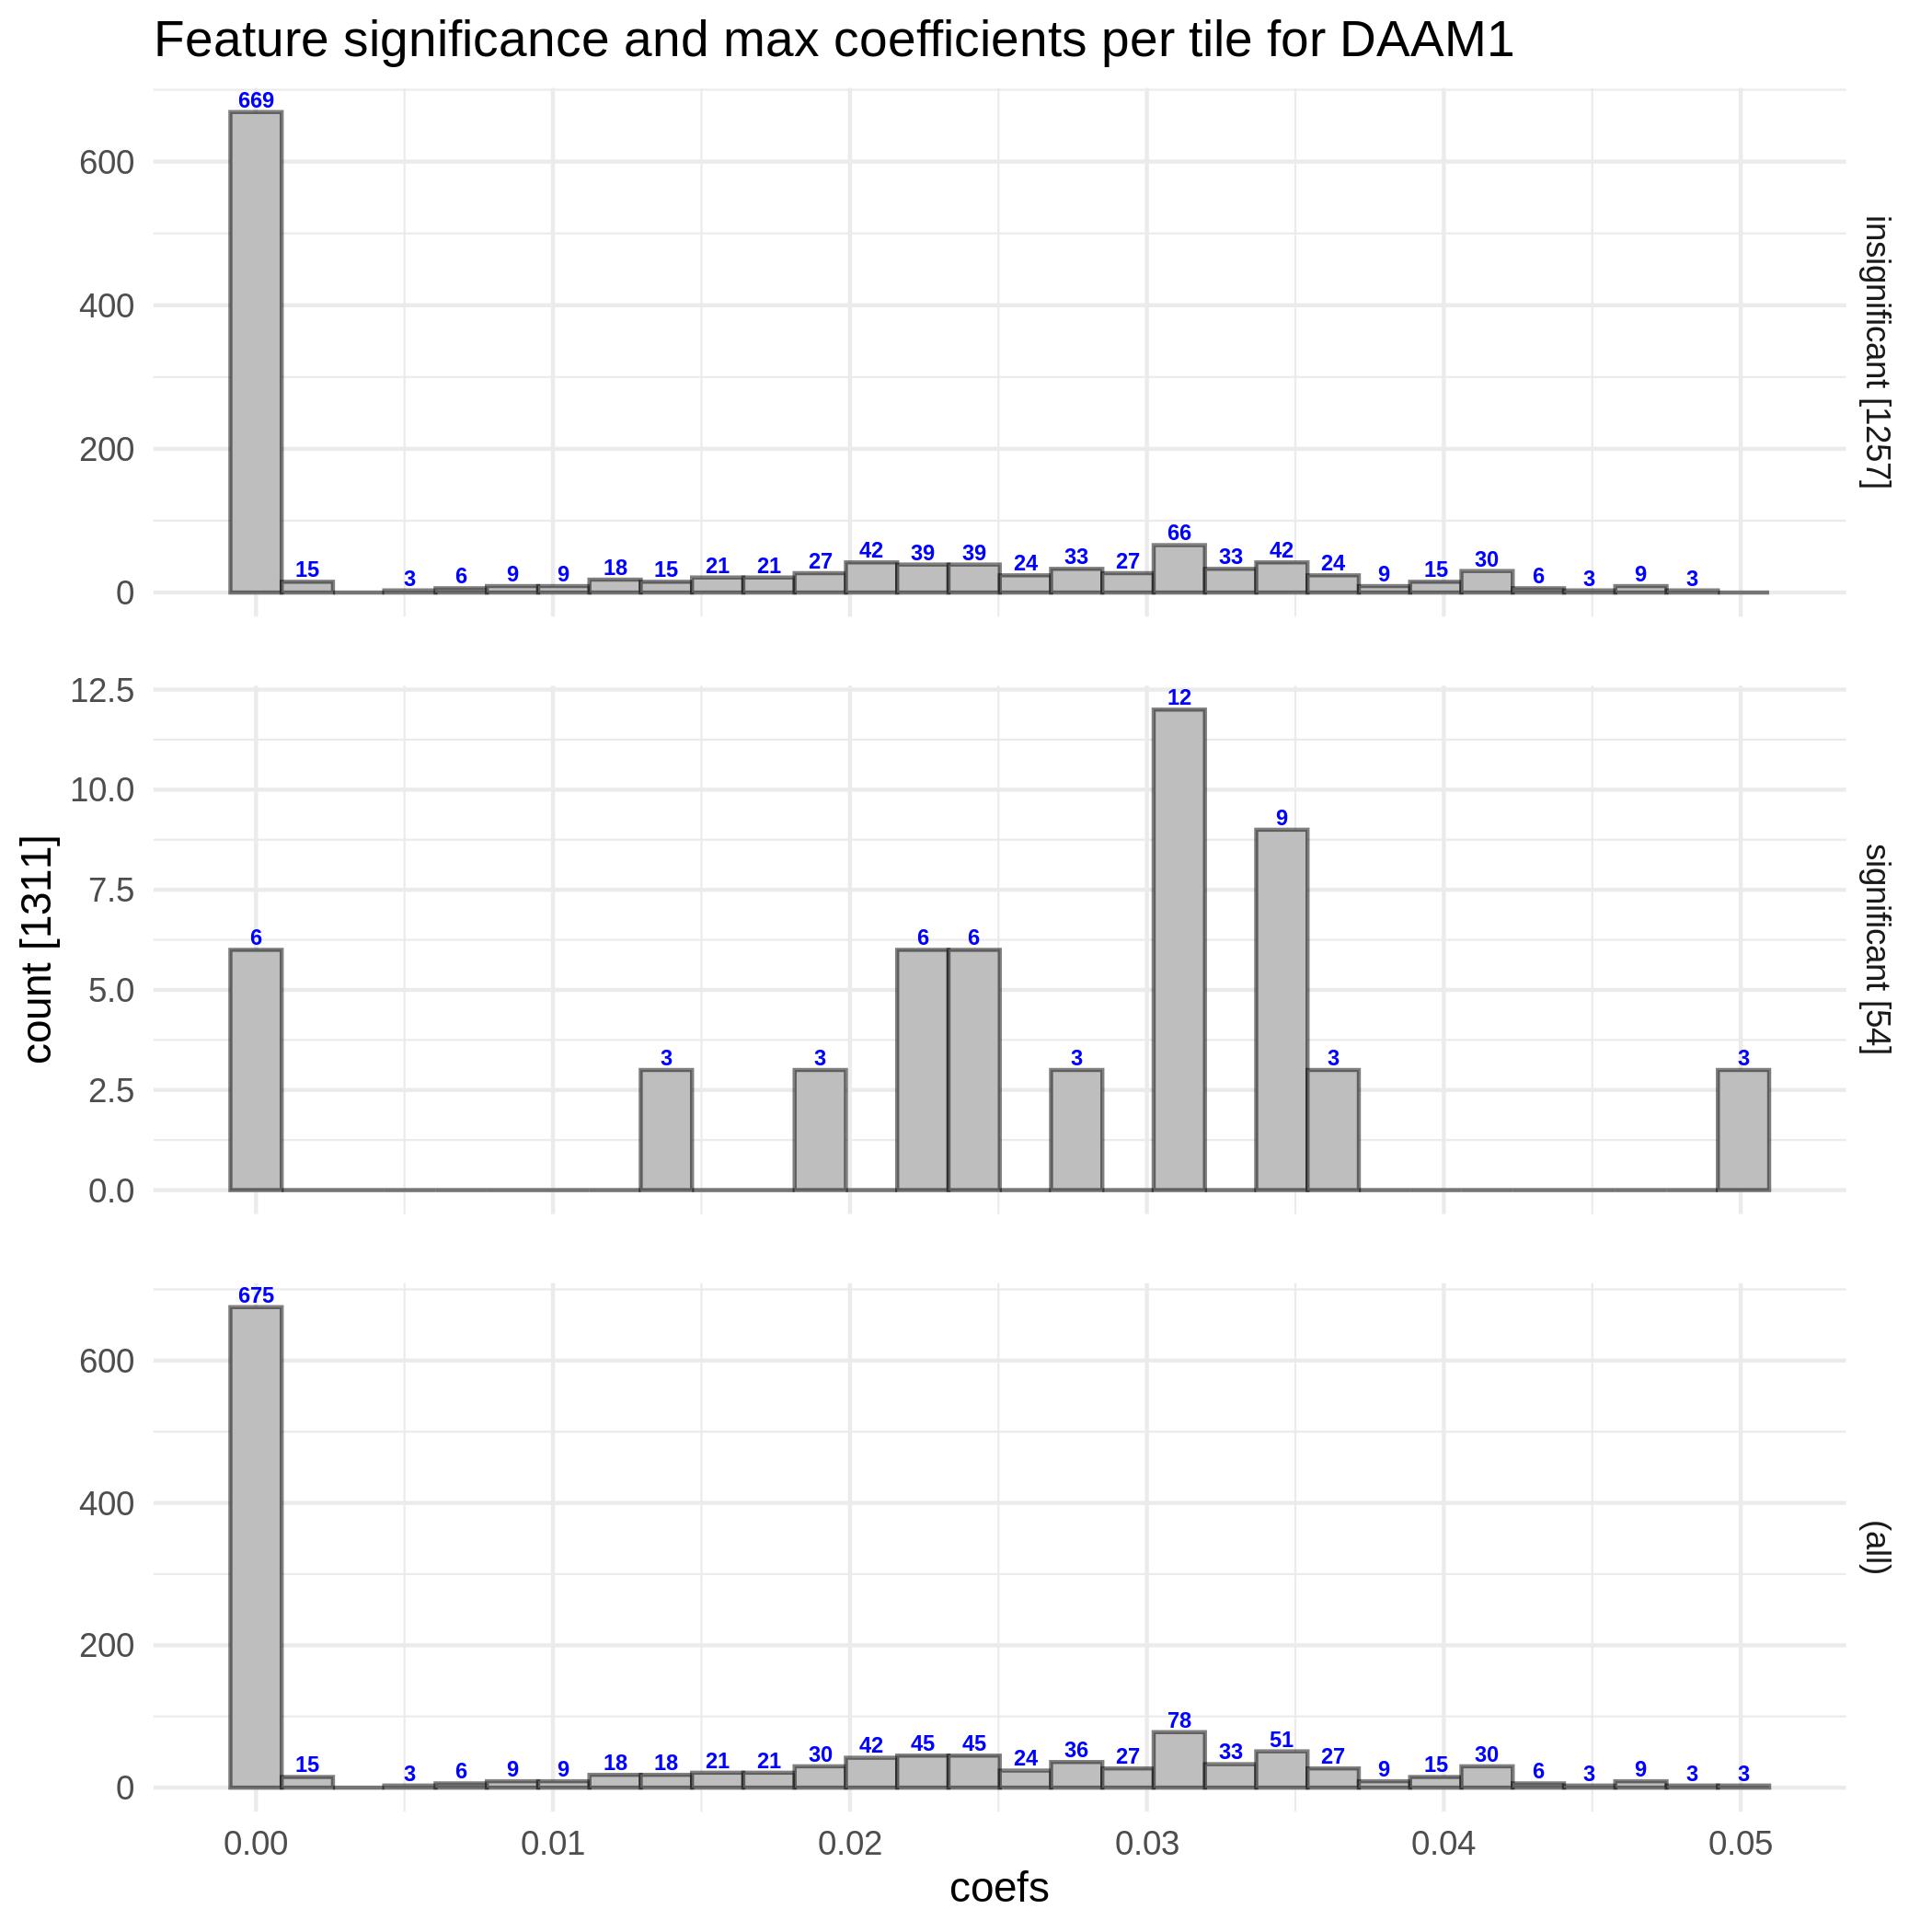 Feature significance and max coefficients per tile for DAAM1
669
600
400
200
0
15 3 6 9 9 18 15 21 21 27 42 39 39 24 33 27 66 33 42 24 9 15 30 6 3 9 3
insignificant [1257]
12.5
10.0
7.5
5.0
2.5
0.0
6 3 3 6 6 3 12 9 3 3
significant [54]
count [1311]
675
600
400
200
0
15 3 6 9 9 18 18 21 21 30 42 45 45 24 36 27 78 33 51 27 9 15 30 6 3 9 3 3
(all)
0.00 0.01 0.02 0.03 0.04 0.05
coefs